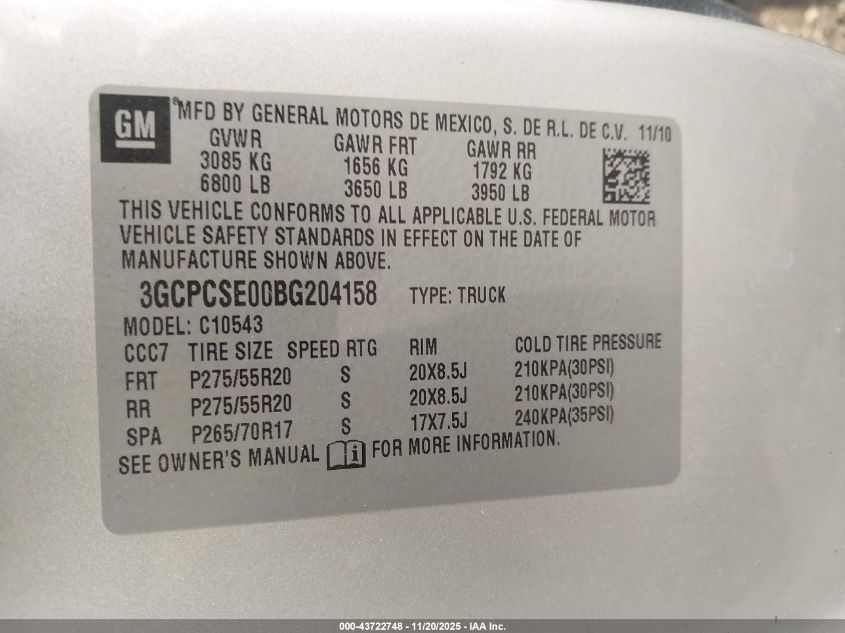 GM
MFD BY GENERAL MOTORS DE MEXICO, S. DE R.L. DE C.V. 11/10
GVWR GAWR FRT GAWR RR
3085 KG 1656 KG 1792 KG
6800 LB 3650 LB 3950 LB
THIS VEHICLE CONFORMS TO ALL APPLICABLE U.S. FEDERAL MOTOR
VEHICLE SAFETY STANDARDS IN EFFECT ON THE DATE OF
MANUFACTURE SHOWN ABOVE.
3GCPCSE00BG204158 TYPE: TRUCK
MODEL: C10543
CCC7 TIRE SIZE SPEED RTG RIM COLD TIRE PRESSURE
FRT P275/55R20 S 20X8.5J 210KPA(30PSI)
RR P275/55R20 S 20X8.5J 210KPA(30PSI)
SPA P265/70R17 S 17X7.5J 240KPA(35PSI)
SEE OWNER'S MANUAL i FOR MORE INFORMATION.
000-43722748 - 11/20/2025 - IAA Inc.